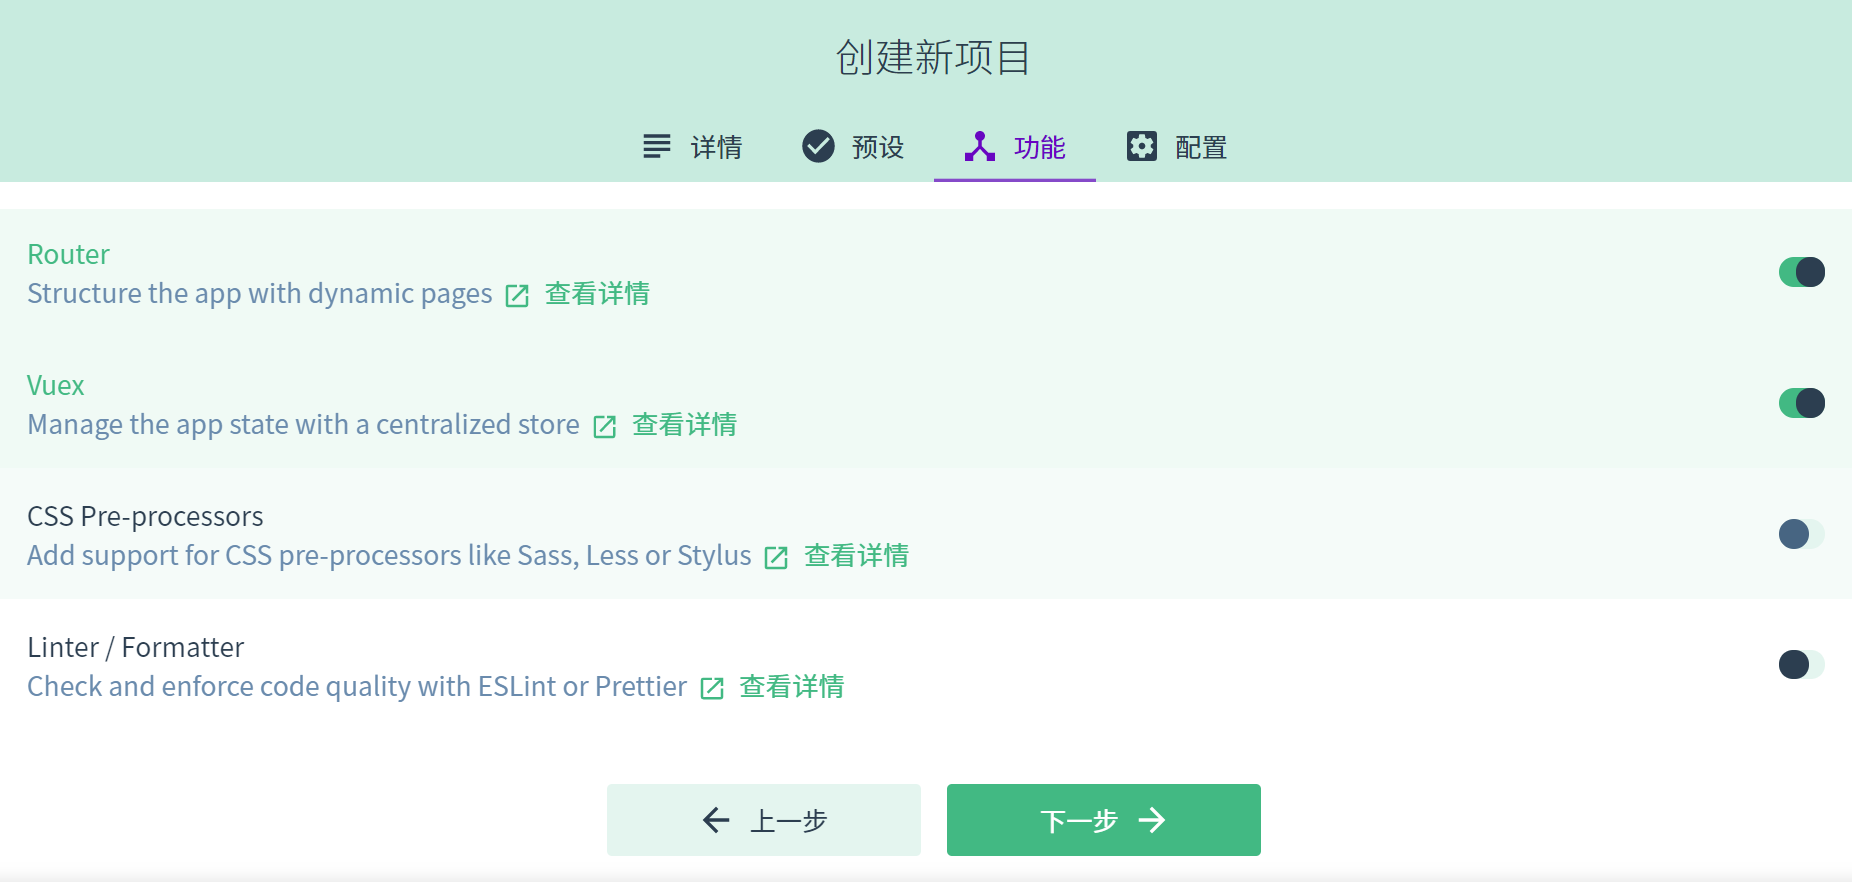 创建新项目
详情 预设 功能 配置
Router
Structure the app with dynamic pages 查看详情
Vuex
Manage the app state with a centralized store 查看详情
CSS Pre-processors
Add support for CSS pre-processors like Sass, Less or Stylus 查看详情
Linter / Formatter
Check and enforce code quality with ESLint or Prettier 查看详情
上一步 下一步